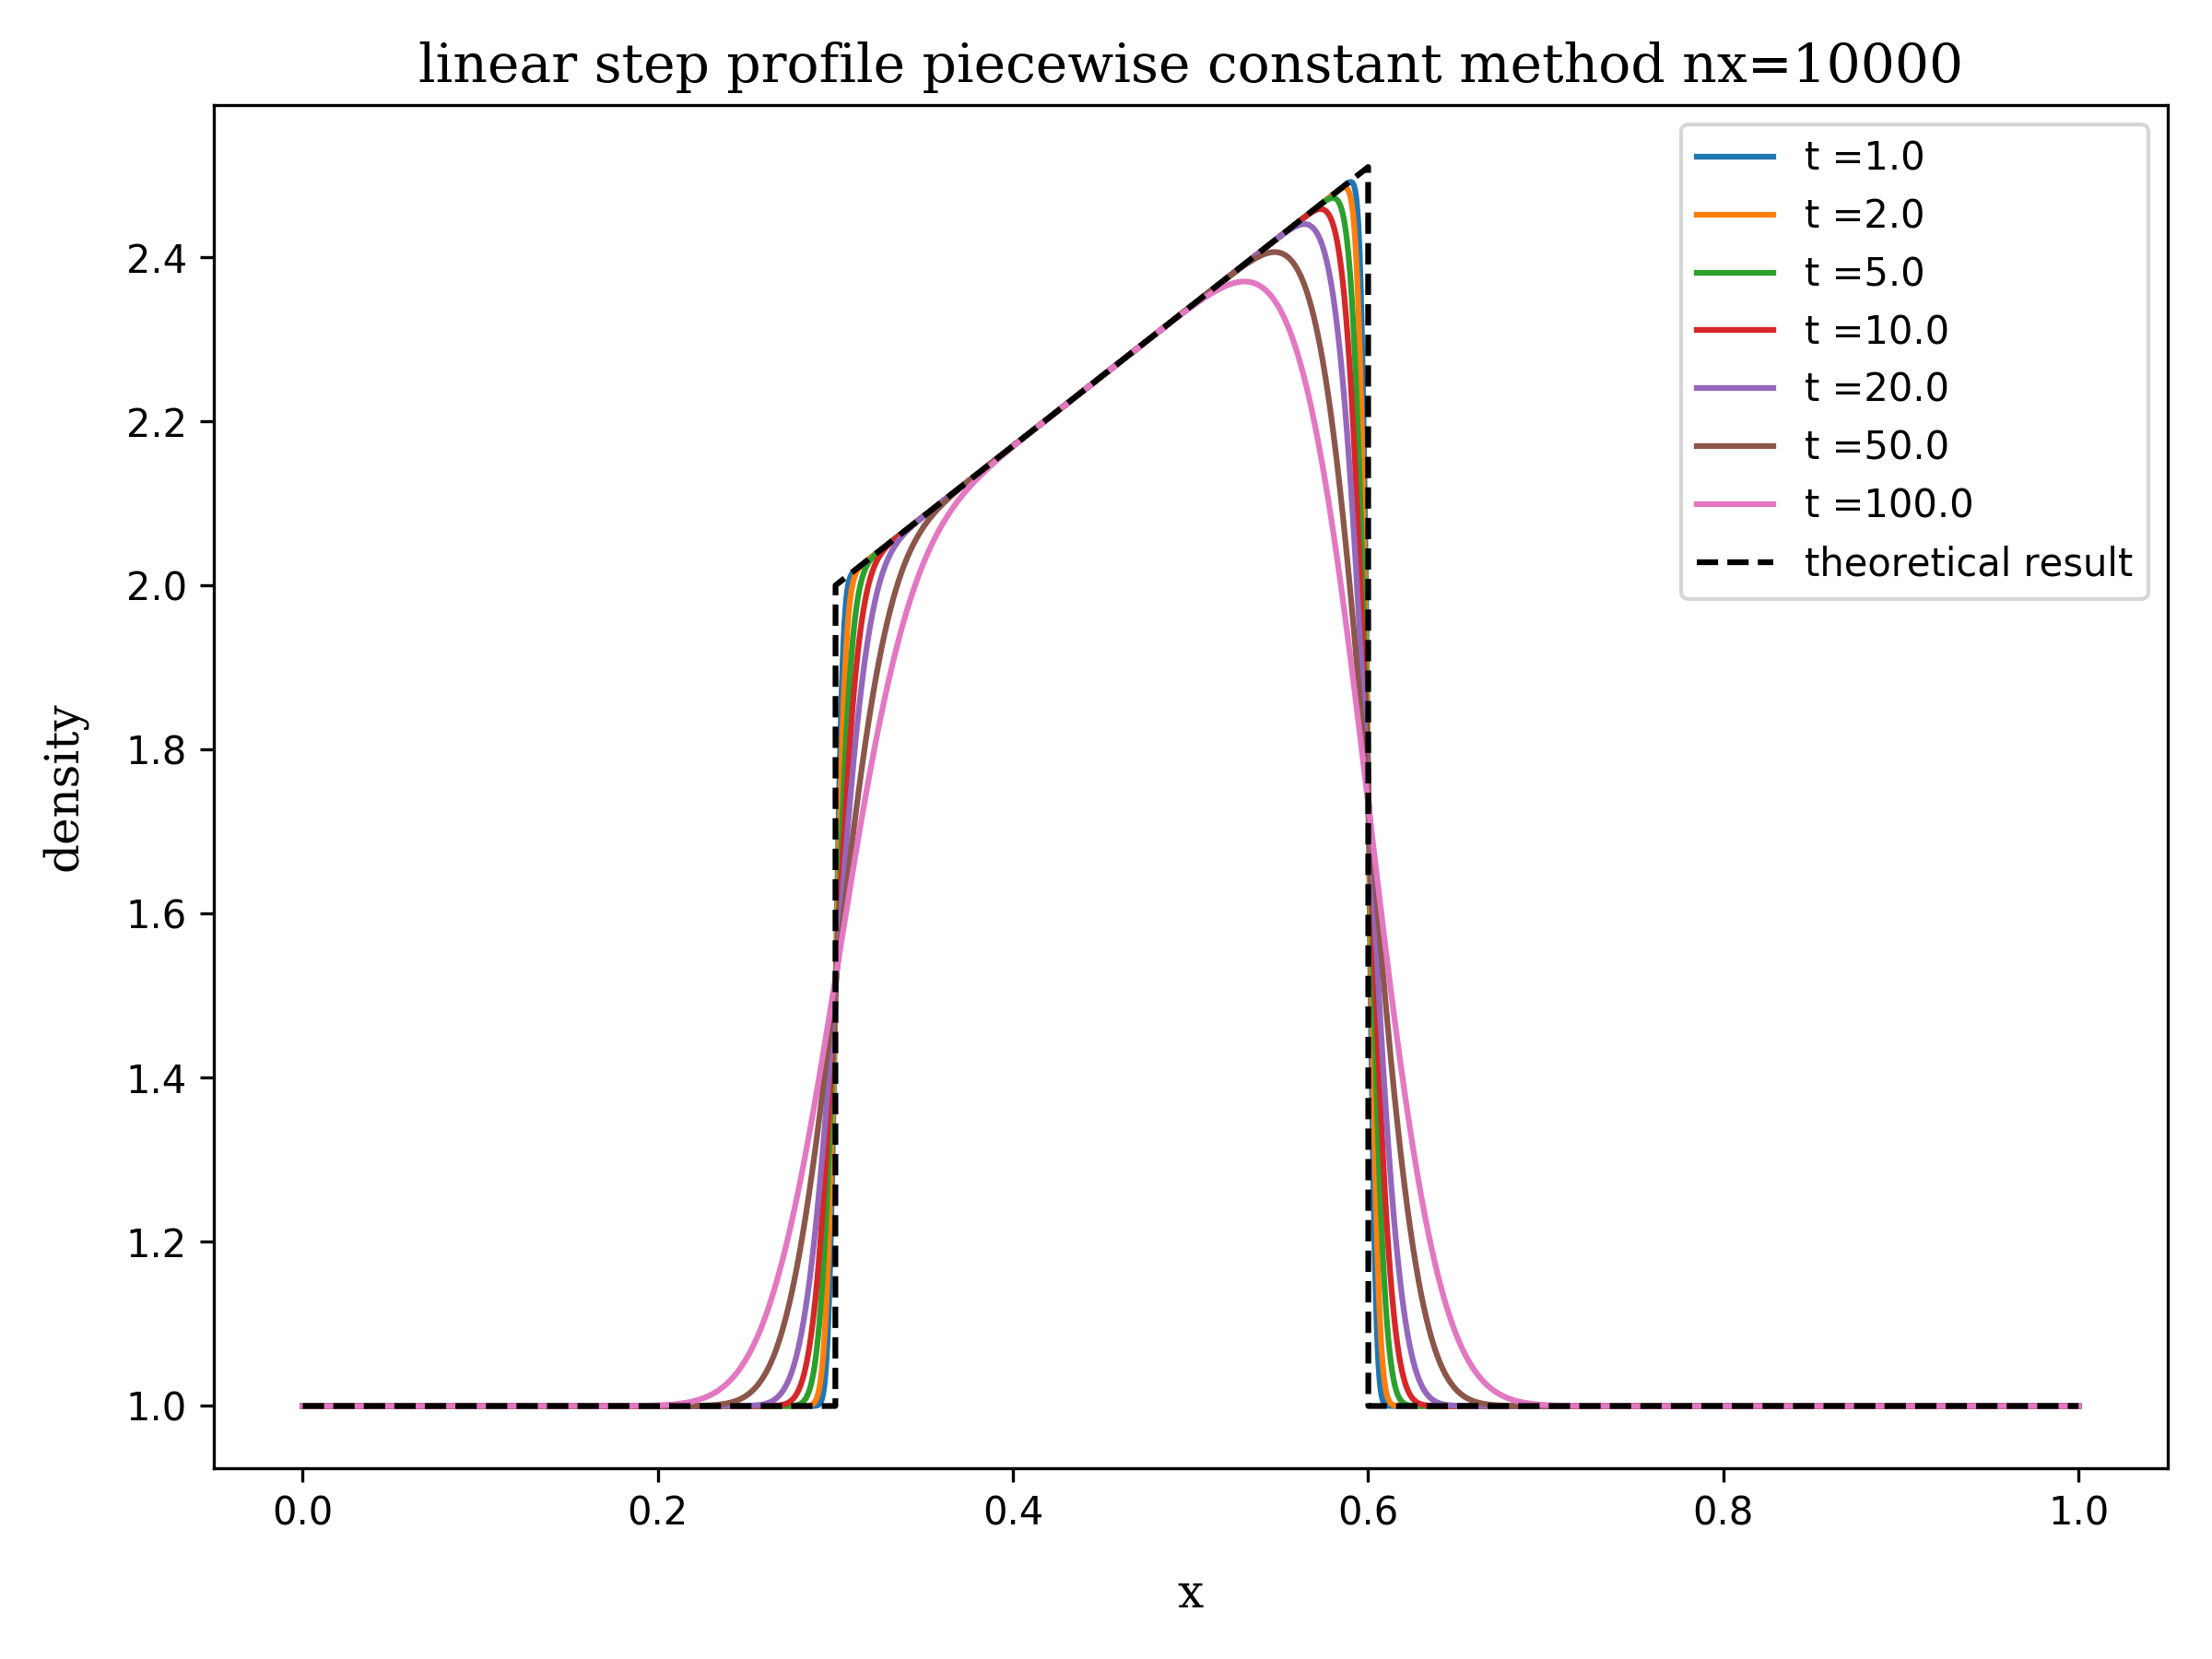 linear step profile piecewise constant method nx=10000
t =1.0
t =2.0
t =5.0
t =10.0
t =20.0
t =50.0
t =100.0
theoretical result
density
2.4
2.2
2.0
1.8
1.6
1.4
1.2
1.0
0.0 0.2 0.4 0.6 0.8 1.0
x